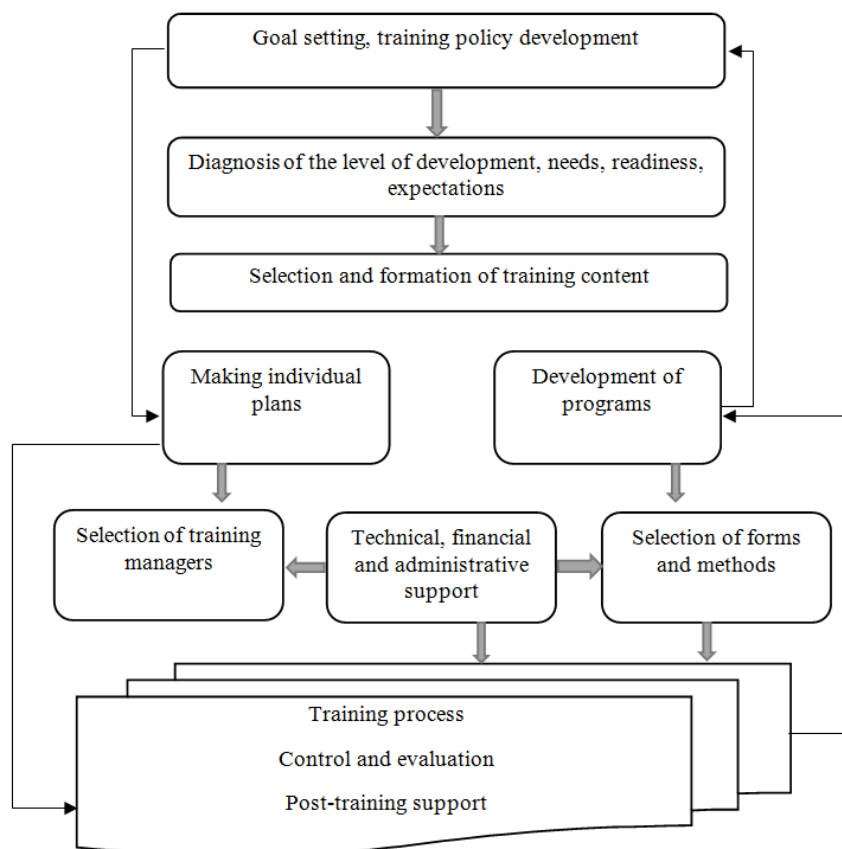 Goal setting, training policy development
Diagnosis of the level of development, needs, readiness,
expectations
Selection and formation of training content
Making individual
plans
Development of
programs
Selection of training
managers
Technical, financial
and administrative
support
Selection of forms
and methods
Training process
Control and evaluation
Post-training support